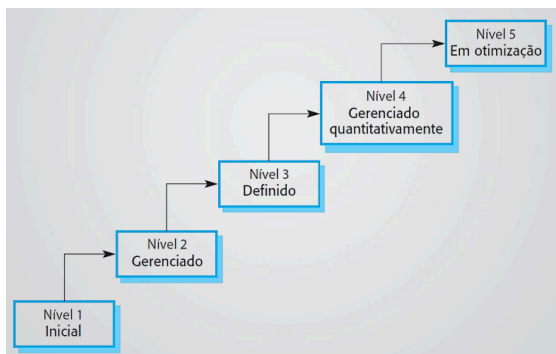 Nível 5
Em otimização
Nível 4
Gerenciado
quantitativamente
Nível 3
Definido
Nível 2
Gerenciado
Nível 1
Inicial